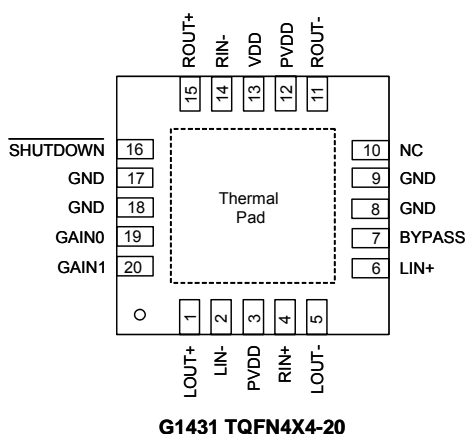 ROUT+
RIN-
VDD
PVDD
ROUT-
15
14
13
12
11
SHUTDOWN 16
GND 17
GND 18
GAIN0 19
GAIN1 20
Thermal
Pad
10 NC
9 GND
8 GND
7 BYPASS
6 LIN+
1
2
3
4
5
LOUT+
LIN-
PVDD
RIN+
LOUT-
G1431 TQFN4X4-20